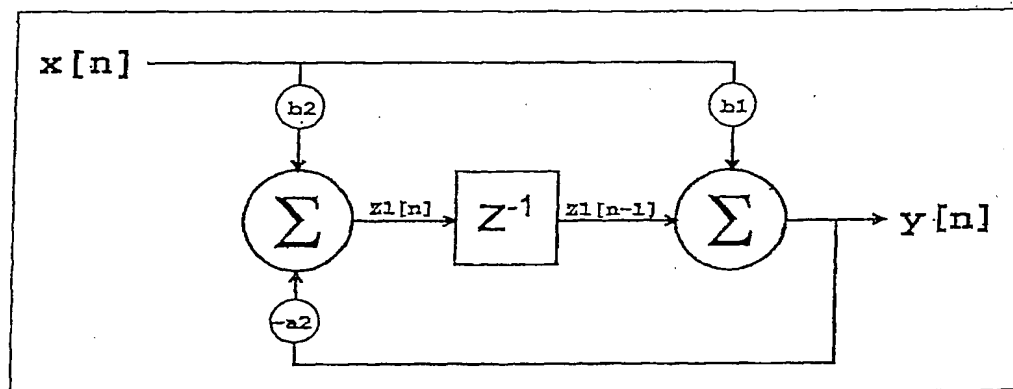 x[n]
b2
b1
Σ
z1[n]
Z-1
z1[n-1]
Σ
y[n]
-a2